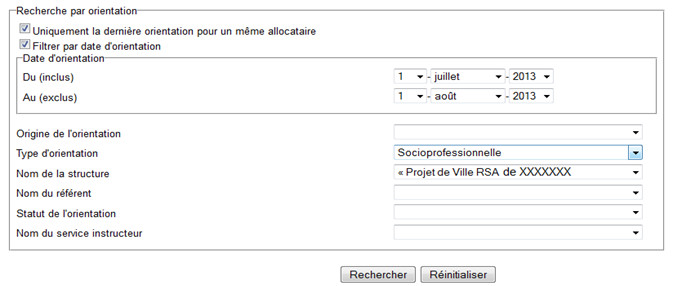 Recherche par orientation
Uniquement la dernière orientation pour un même allocataire
Filtrer par date d'orientation
Date d'orientation
Du (inclus) 1 - juillet - 2013
Au (exclus) 1 - août - 2013
Origine de l'orientation
Type d'orientation Socioprofessionnelle
Nom de la structure « Projet de Ville RSA de XXXXXXX
Nom du référent
Statut de l'orientation
Nom du service instructeur
Rechercher Réinitialiser